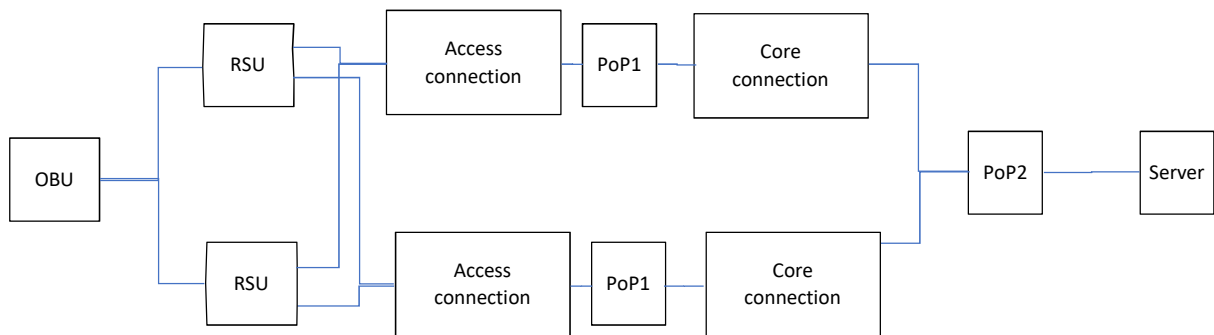 RSU
Access
connection
PoP1
Core
connection
OBU
PoP2
Server
RSU
Access
connection
PoP1
Core
connection